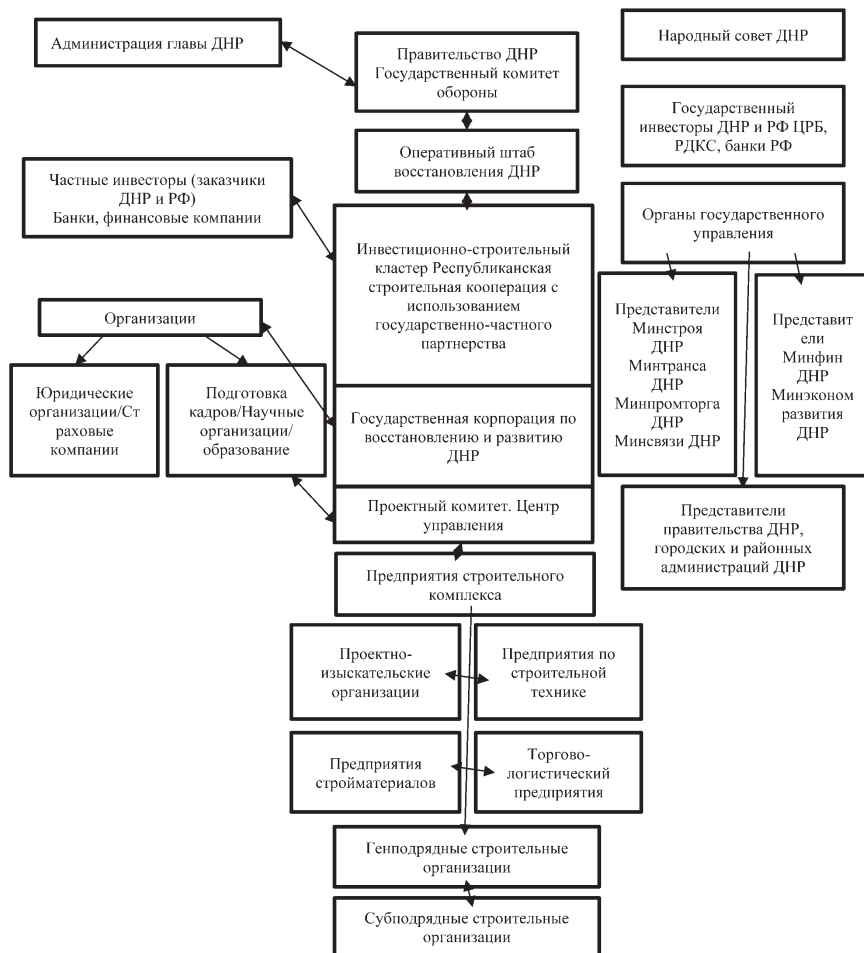 Администрация главы ДНР
Правительство ДНР
Государственный комитет
обороны
Народный совет ДНР
Государственный
инвесторы ДНР и РФ ЦРБ,
РДКС, банки РФ
Оперативный штаб
восстановления ДНР
Частные инвесторы (заказчики
ДНР и РФ)
Банки, финансовые компании
Органы государственного
управления
Инвестиционно-строительный
кластер Республиканская
строительная кооперация с
использованием
государственно-частного
партнерства
Организации
Юридические
организации/Ст
раховые
компании
Подготовка
кадров/Научные
организации/
образование
Государственная корпорация по
восстановлению и развитию
ДНР
Проектный комитет. Центр
управления
Представители
Минстроя
ДНР
Минтранса
ДНР
Минпромторга
ДНР
Минсвязи ДНР
Представит
ели
Минфин
ДНР
Минэконом
развития
ДНР
Представители
правительства ДНР,
городских и районных
администраций ДНР
Предприятия строительного
комплекса
Проектно-
изыскательские
организации
Предприятия по
строительной
технике
Предприятия
стройматериалов
Торгово-
логистический
предприятия
Генподрядные строительные
организации
Субподрядные строительные
организации